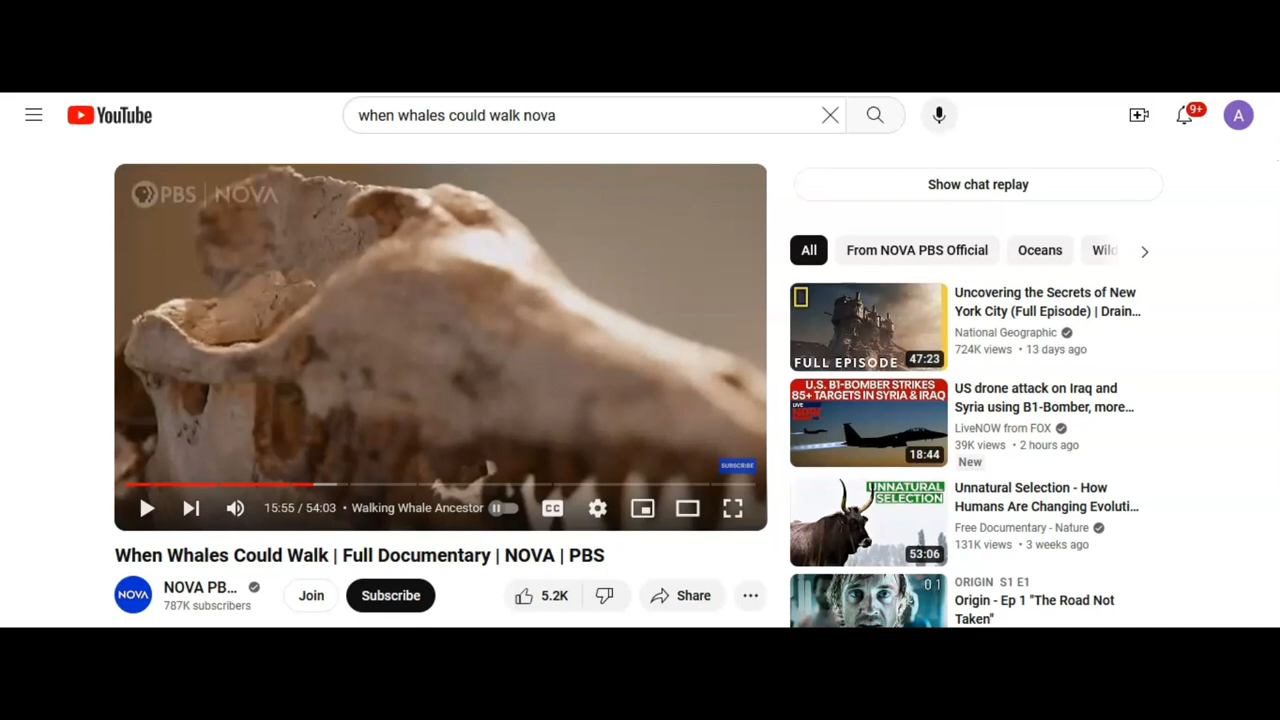 YouTube
when whales could walk nova
9+
A
PBS | NOVA
SUBSCRIBE
15:55 / 54:03 • Walking Whale Ancestor
CC
When Whales Could Walk | Full Documentary | NOVA | PBS
NOVA
NOVA PB...
787K subscribers
Join
Subscribe
5.2K
Share
Show chat replay
All
From NOVA PBS Official
Oceans
Wild
FULL EPISODE
47:23
Uncovering the Secrets of New
York City (Full Episode) | Drain...
National Geographic
724K views • 13 days ago
U.S. B1-BOMBER STRIKES
85+ TARGETS IN SYRIA & IRAQ
LIVE
NOW
18:44
US drone attack on Iraq and
Syria using B1-Bomber, more...
LiveNOW from FOX
39K views • 2 hours ago
New
UNNATURAL
SELECTION
53:06
Unnatural Selection - How
Humans Are Changing Evoluti...
Free Documentary - Nature
131K views • 3 weeks ago
01
ORIGIN S1 E1
Origin - Ep 1 "The Road Not
Taken"